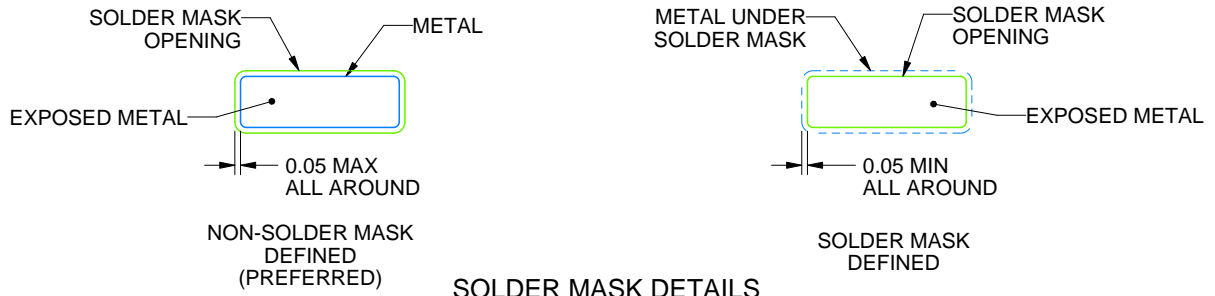 SOLDER MASK
OPENING
METAL
EXPOSED METAL
0.05 MAX
ALL AROUND
NON-SOLDER MASK
DEFINED
(PREFERRED)
METAL UNDER
SOLDER MASK
SOLDER MASK
OPENING
EXPOSED METAL
0.05 MIN
ALL AROUND
SOLDER MASK
DEFINED
SOLDER MASK DETAILS